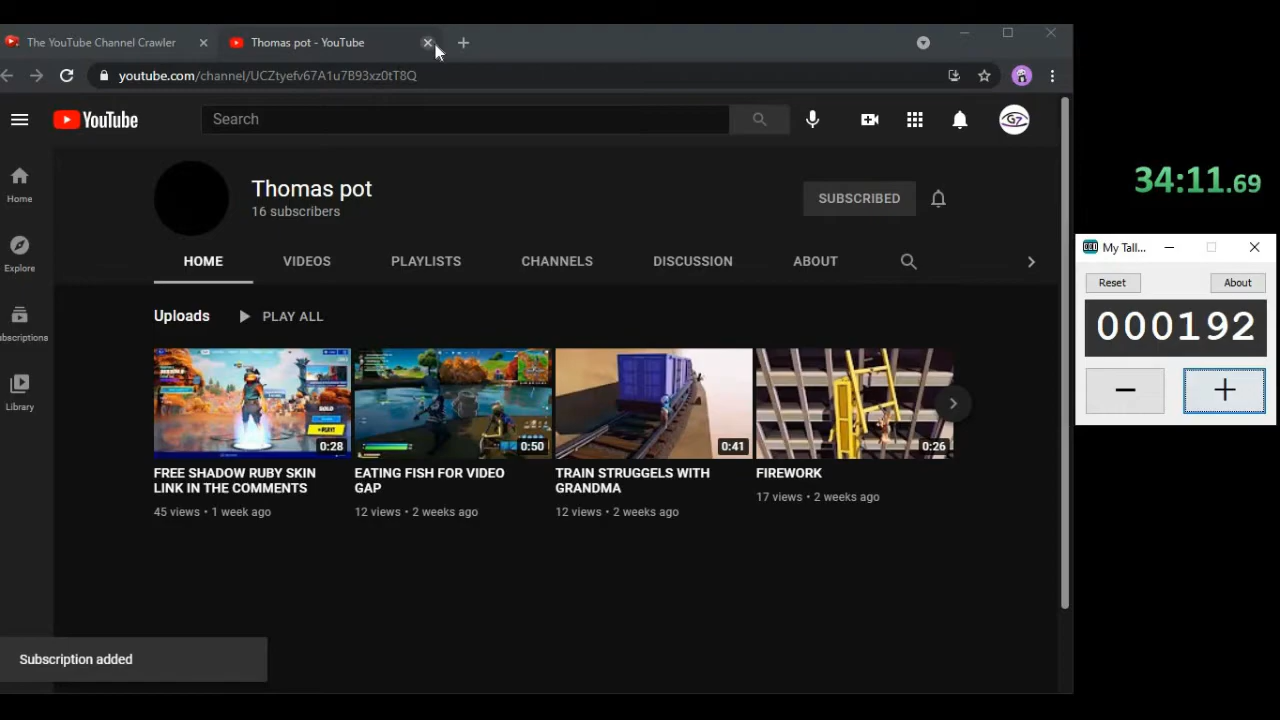 The YouTube Channel Crawler
Thomas pot - YouTube
youtube.com/channel/UCZtyefv67A1u7B93xz0tT8Q
YouTube
Search
G7
Home
Explore
ubscriptions
Library
Thomas pot
16 subscribers
SUBSCRIBED
HOME VIDEOS PLAYLISTS CHANNELS DISCUSSION ABOUT
Uploads PLAY ALL
0:28
0:50
0:41
0:26
FREE SHADOW RUBY SKIN
LINK IN THE COMMENTS
45 views • 1 week ago
EATING FISH FOR VIDEO
GAP
12 views • 2 weeks ago
TRAIN STRUGGELS WITH
GRANDMA
12 views • 2 weeks ago
FIREWORK
17 views • 2 weeks ago
Subscription added
34:11.69
My Tall...
Reset
About
000192